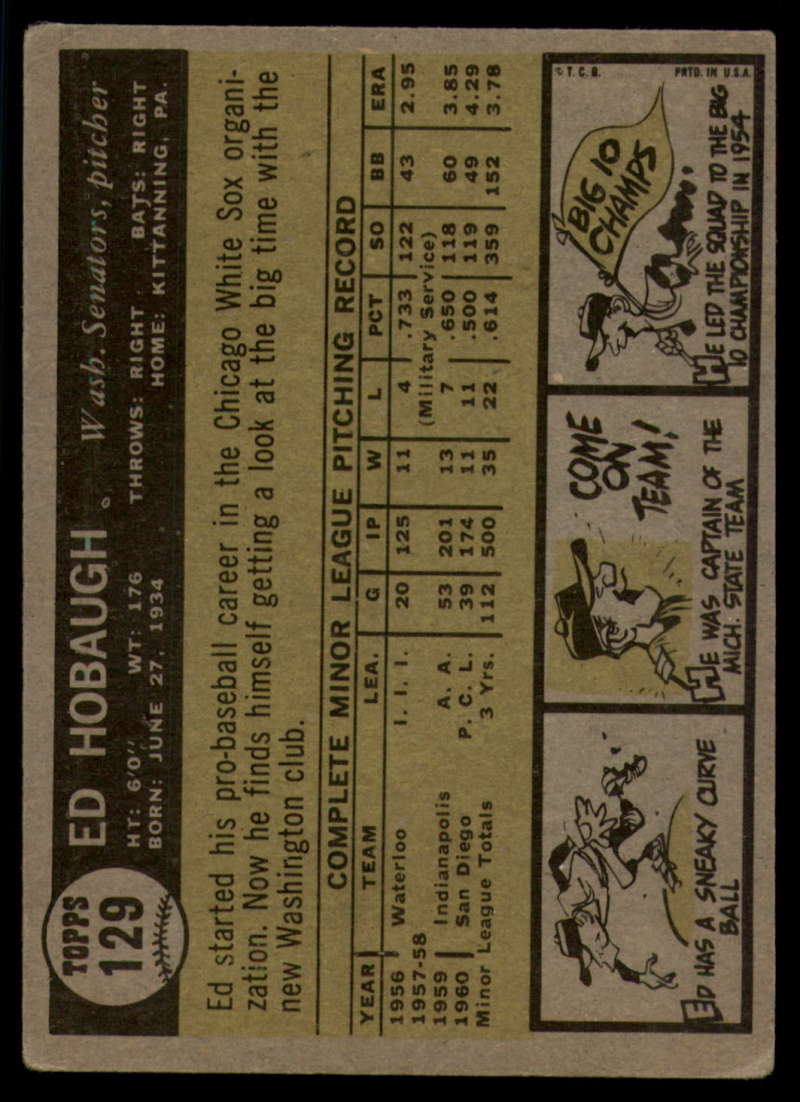 TOPPS
129
ED HOBAUGH
Wash. Senators, pitcher
HT: 6'0" WT: 176 THROWS: RIGHT BATS: RIGHT
BORN: JUNE 27, 1934 HOME: KITTANNING, PA.
Ed started his pro-baseball career in the Chicago White Sox organi-
zation. Now he finds himself getting a look at the big time with the
new Washington club.
COMPLETE MINOR LEAGUE PITCHING RECORD
YEAR TEAM LEA. G IP W L PCT SO BB ERA
1956 Waterloo I. I. I. 20 125 11 4 .733 122 43 2.95
1957-58 (Military Service)
1959 Indianapolis A. A. 53 201 13 7 .650 118 60 3.85
1960 San Diego P. C. L. 39 174 11 11 .500 119 49 4.29
Minor League Totals 3 Yrs. 112 500 35 22 .614 359 152 3.78
ED HAS A SNEAKY CURVE
BALL
COME
ON
TEAM!
HE WAS CAPTAIN OF THE
MICH. STATE TEAM
© T. C. G. PRTD. IN U.S.A.
BIG 10
CHAMPS
HE LED THE SQUAD TO THE BIG
10 CHAMPIONSHIP IN 1954